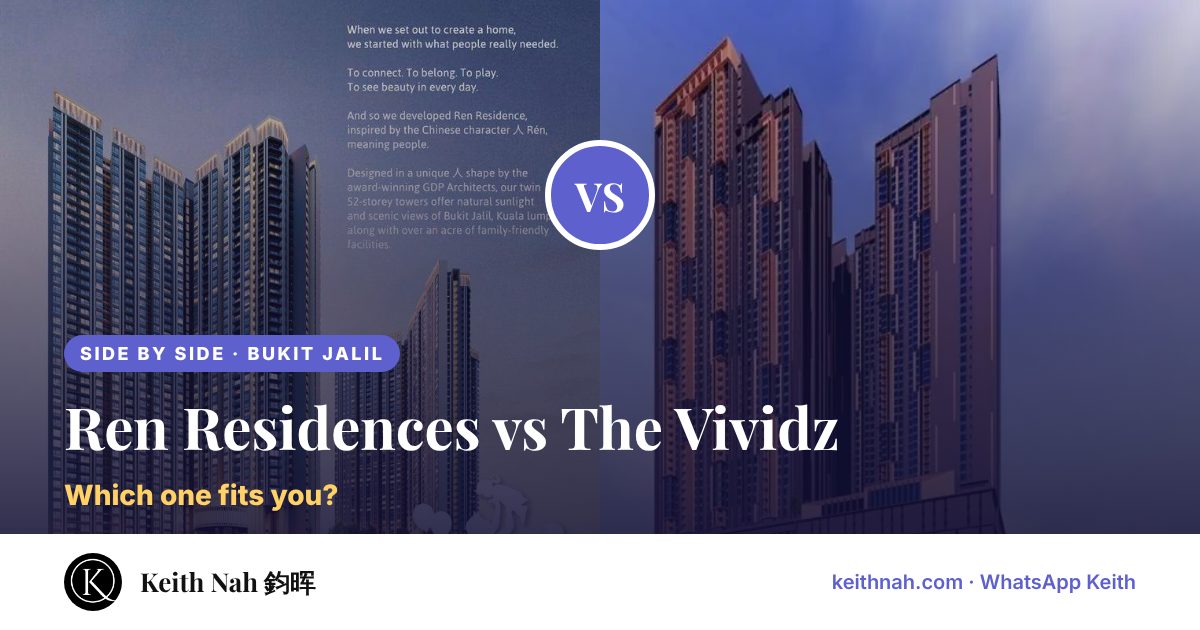 When we set out to create a home,
we started with what people really needed.
To connect. To belong. To play.
To see beauty in every day.
And so we developed Ren Residence,
inspired by the Chinese character 人 Rén,
meaning people.
Designed in a unique 人 shape by the
award-winning GDP Architects, our twin
52-storey towers offer natural sunlight
and scenic views of Bukit Jalil, Kuala
along with over an acre of family-friendly
facilities.
VS
SIDE BY SIDE · BUKIT JALIL
Ren Residences vs The Vividz
Which one fits you?
K
Keith Nah 鈞晖
keithnah.com · WhatsApp Keith